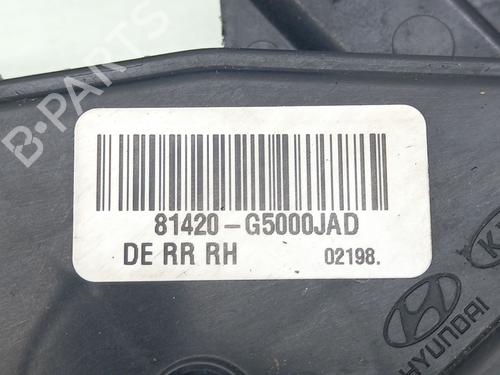 B-PARTS
81420-G5000JAD
DE RR RH
02198.
HYUNDAI